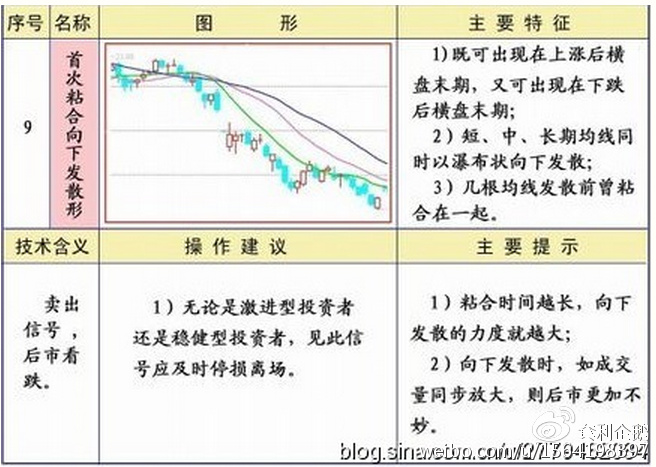 序号
名称
图 形
主要特征
9
首次粘合向下发散形
1)既可出现在上涨后横
盘末期，又可出现在下跌
后横盘末期；
2）短、中、长期均线同
时以瀑布状向下发散；
3）几根均线发散前曾粘
合在一起。
技术含义
操作建议
主要提示
卖出
信号，
后市看
跌。
1）无论是激进型投资者
还是稳健型投资者，见此信
号应及时停损离场。
1）粘合时间越长，向下
发散的力度就越大；
2）向下发散时，如成交
量同步放大，则后市更加不
妙。
套利企鹅